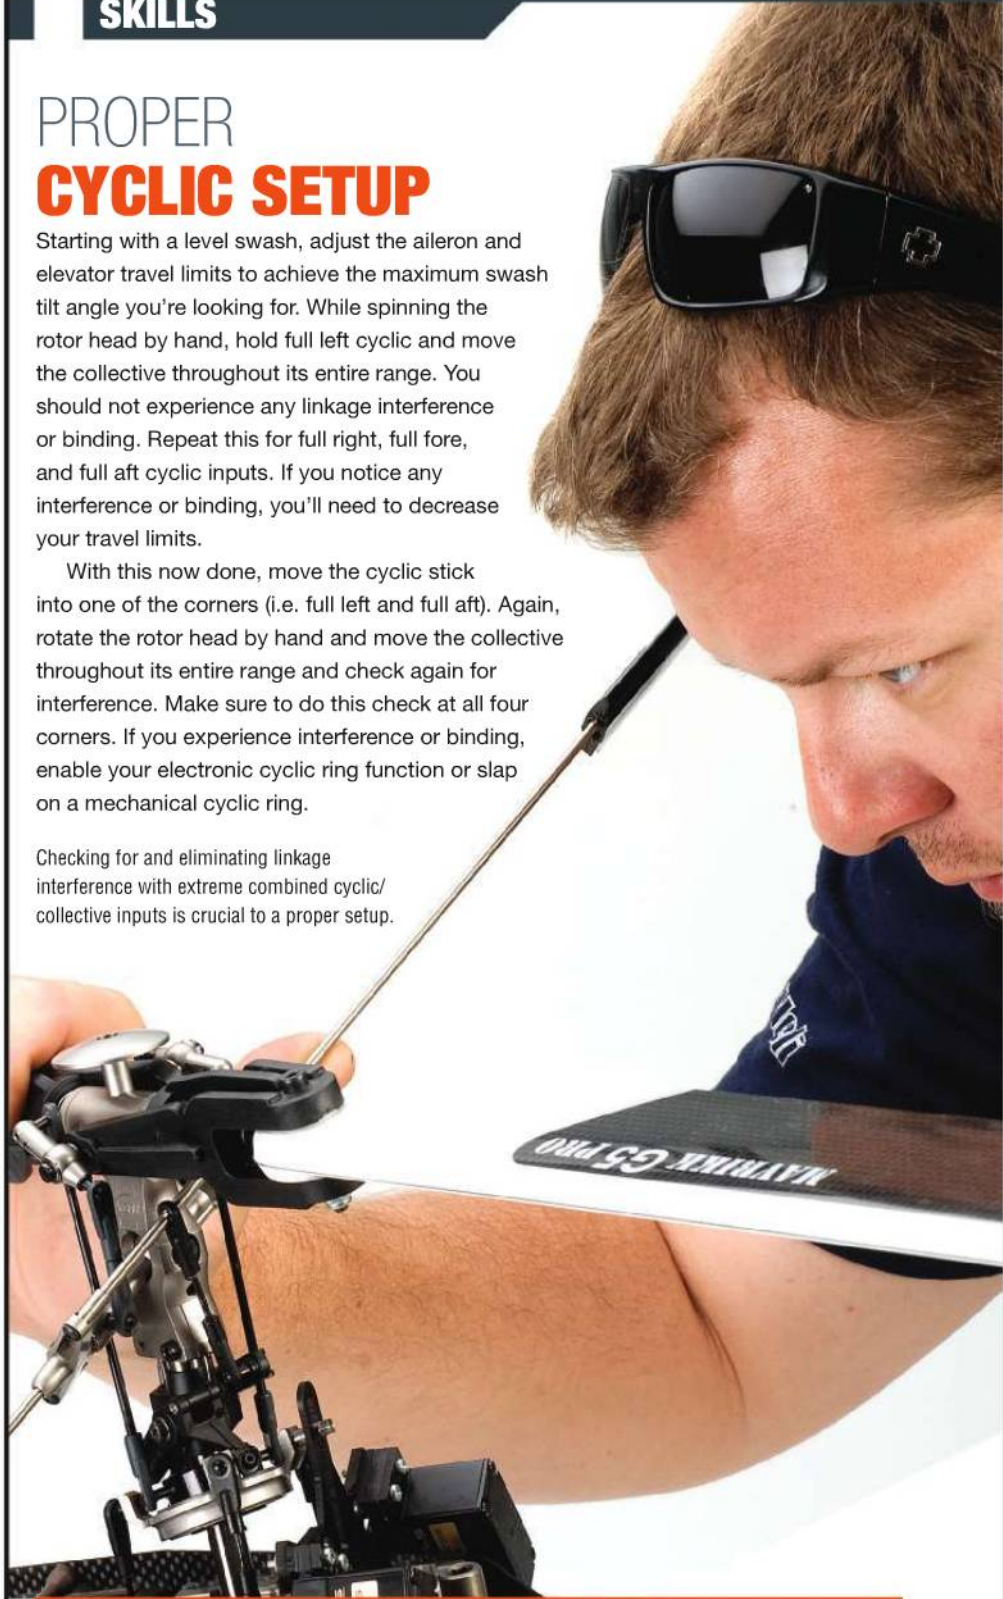 SKILLS
PROPER
CYCLIC SETUP
Starting with a level swash, adjust the aileron and
elevator travel limits to achieve the maximum swash
tilt angle you're looking for. While spinning the
rotor head by hand, hold full left cyclic and move
the collective throughout its entire range. You
should not experience any linkage interference
or binding. Repeat this for full right, full fore,
and full aft cyclic inputs. If you notice any
interference or binding, you'll need to decrease
your travel limits.
With this now done, move the cyclic stick
into one of the corners (i.e. full left and full aft). Again,
rotate the rotor head by hand and move the collective
throughout its entire range and check again for
interference. Make sure to do this check at all four
corners. If you experience interference or binding,
enable your electronic cyclic ring function or slap
on a mechanical cyclic ring.
Checking for and eliminating linkage
interference with extreme combined cyclic/
collective inputs is crucial to a proper setup.
MAVRIKK G5 PRO